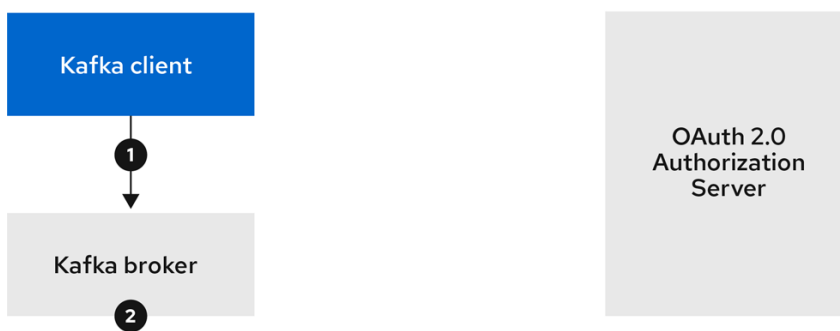 Kafka client
1
Kafka broker
2
OAuth 2.0
Authorization
Server